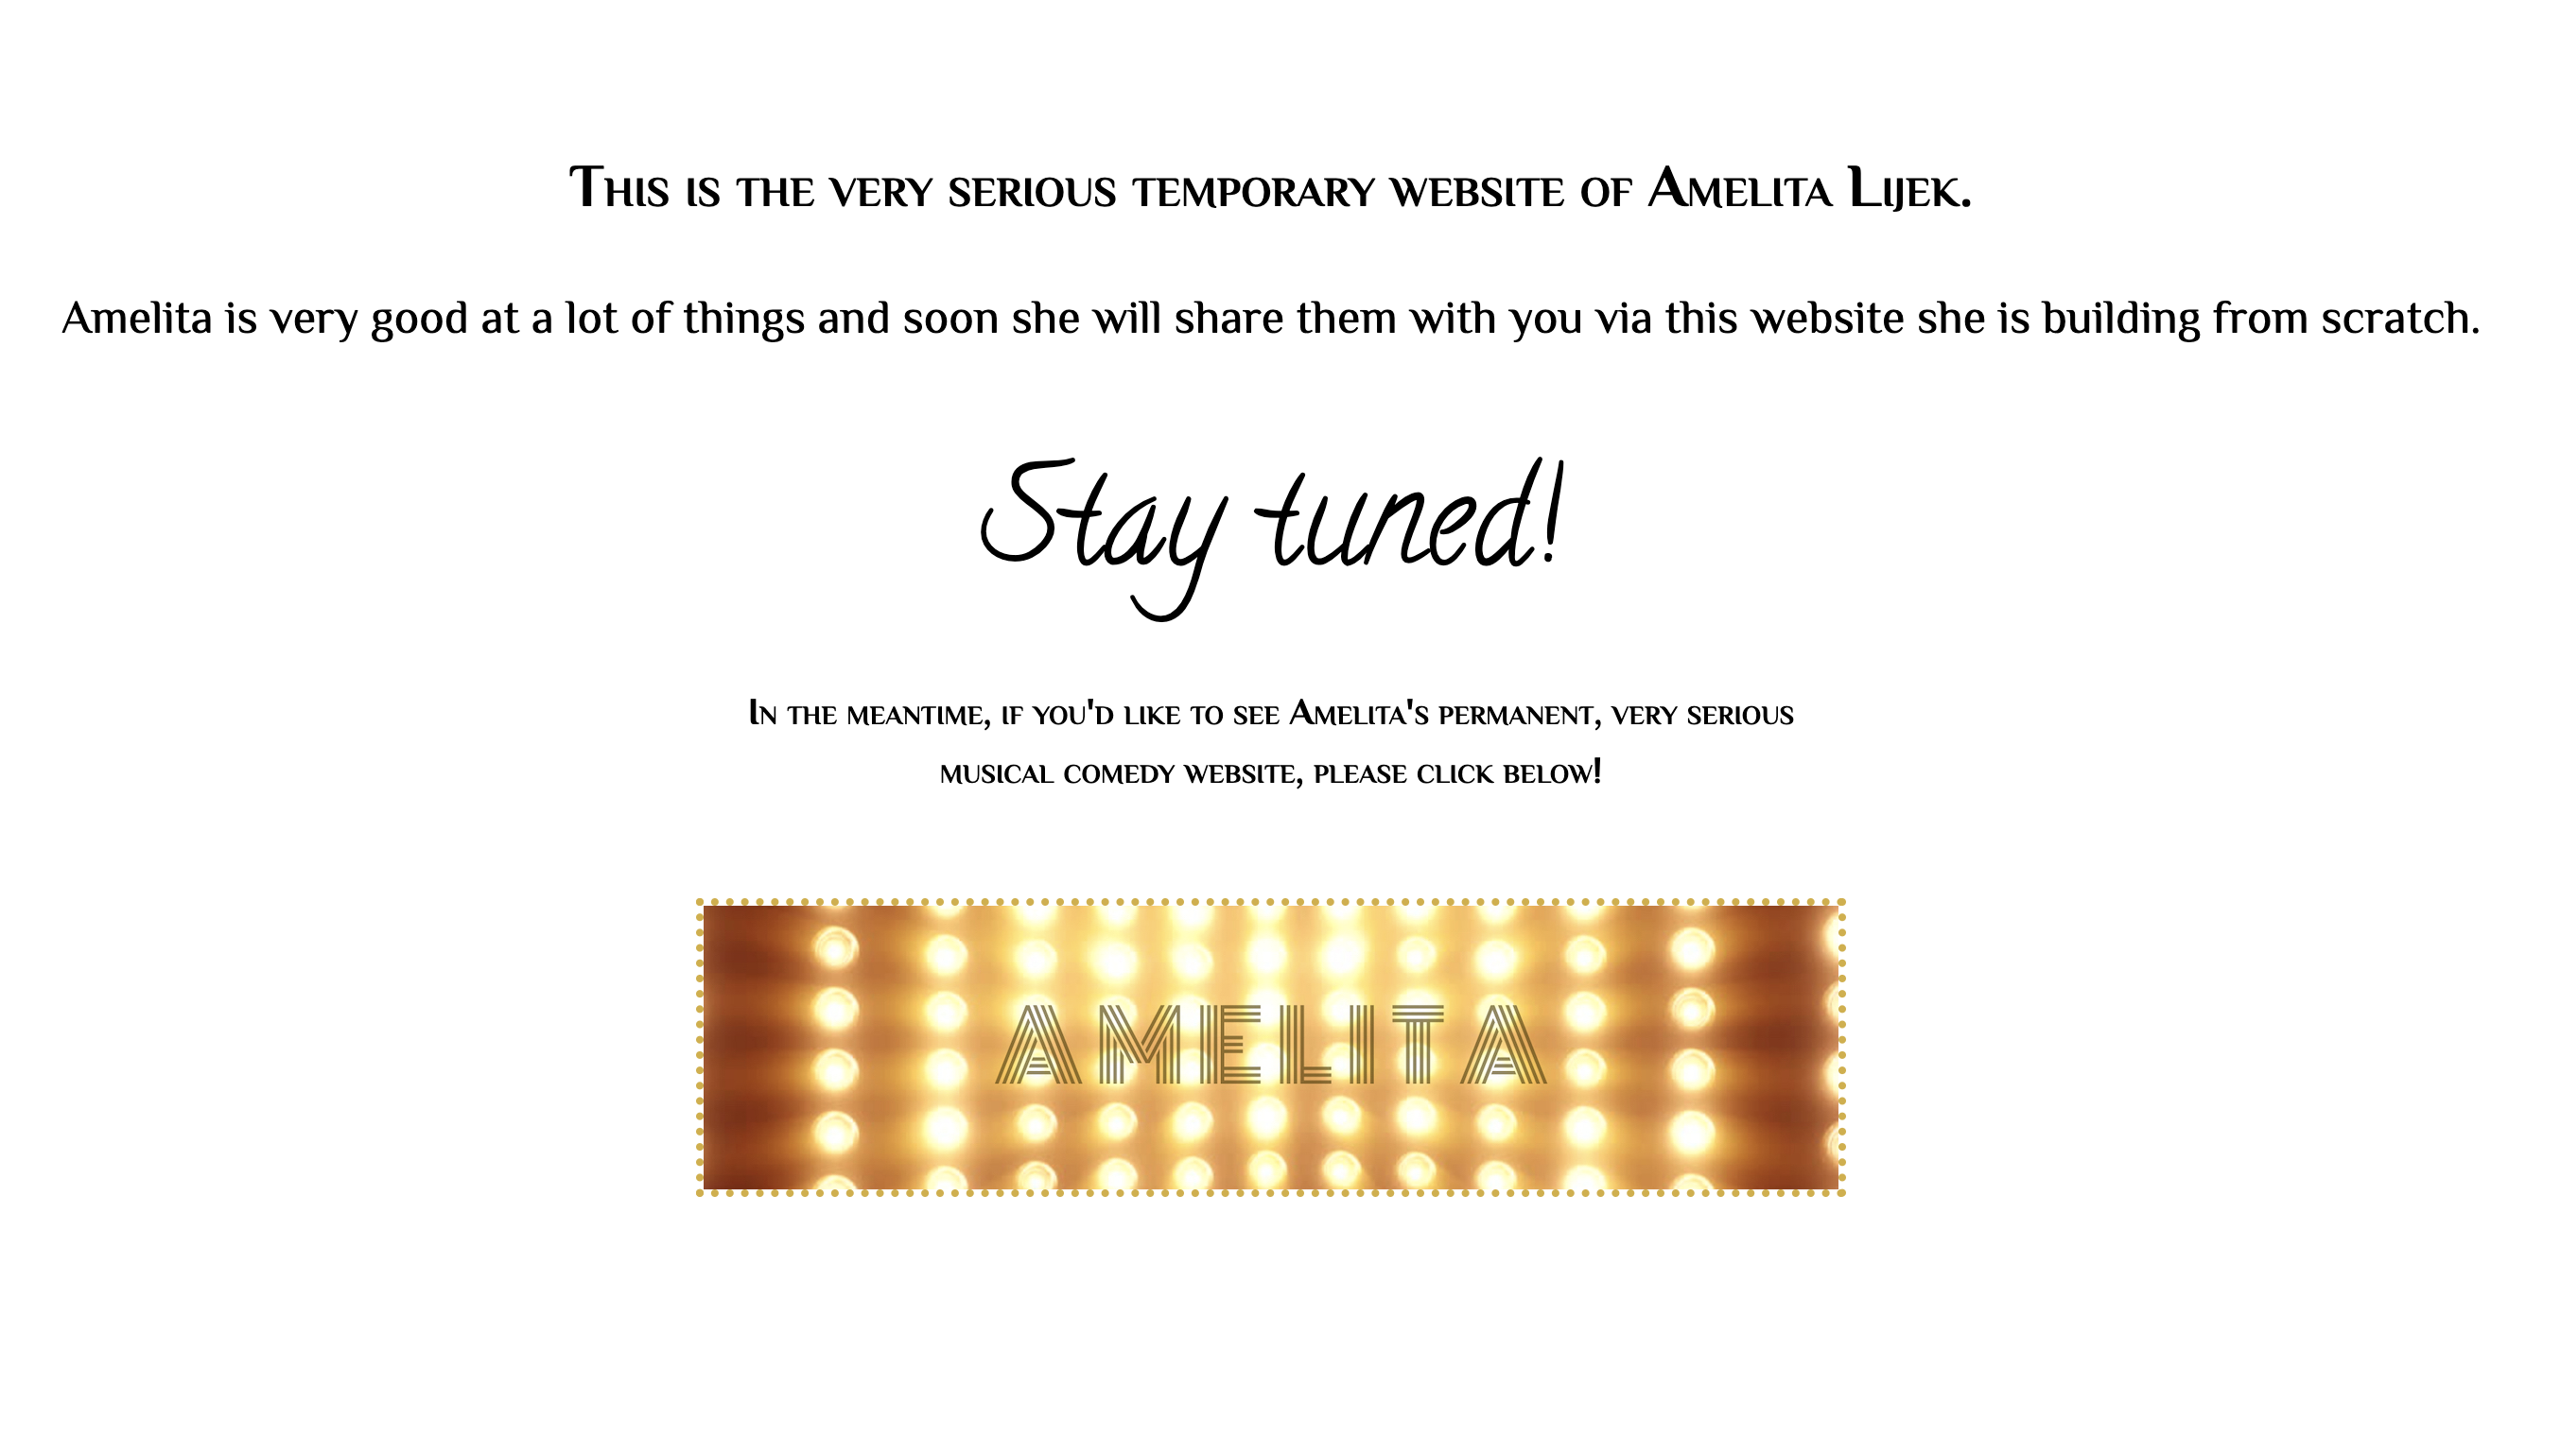 This is the very serious temporary website of Amelita Lijek.
Amelita is very good at a lot of things and soon she will share them with you via this website she is building from scratch.
Stay tuned!
In the meantime, if you'd like to see Amelita's permanent, very serious
musical comedy website, please click below!
AMELITA